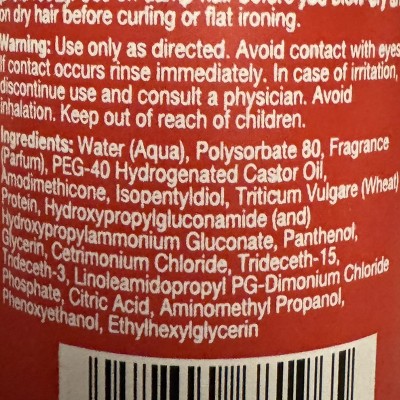 on dry hair before curling or flat ironing.
Warning: Use only as directed. Avoid contact with eyes
If contact occurs rinse immediately. In case of irritation,
discontinue use and consult a physician. Avoid
inhalation. Keep out of reach of children.
Ingredients: Water (Aqua), Polysorbate 80, Fragrance
(Parfum), PEG-40 Hydrogenated Castor Oil,
Amodimethicone, Isopentyldiol, Triticum Vulgare (Wheat)
Protein, Hydroxypropylgluconamide (and)
Hydroxypropylammonium Gluconate, Panthenol,
Glycerin, Cetrimonium Chloride, Trideceth-15,
Trideceth-3, Linoleamidopropyl PG-Dimonium Chloride
Phosphate, Citric Acid, Aminomethyl Propanol,
Phenoxyethanol, Ethylhexylglycerin